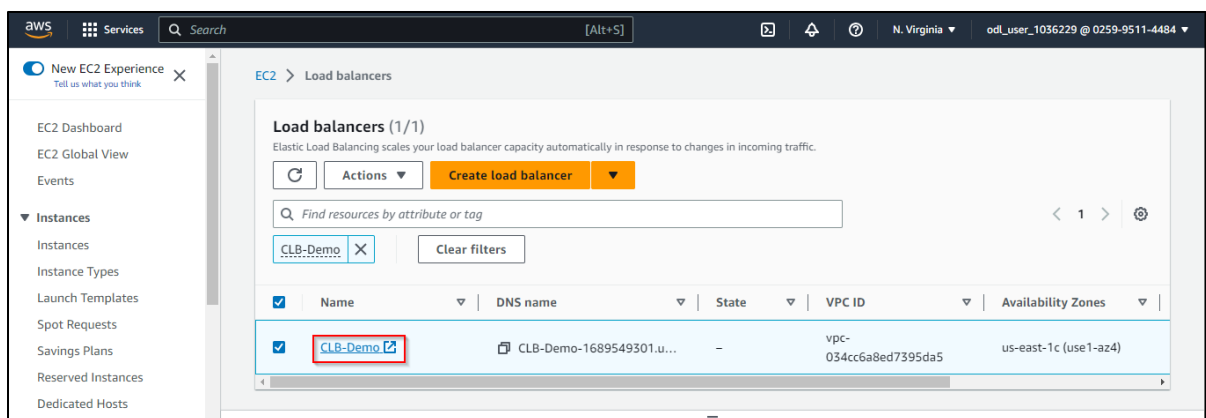 aws Services Search [Alt+S] N. Virginia ▼ odl_user_1036229 @ 0259-9511-4484 ▼
New EC2 Experience
Tell us what you think
EC2 Dashboard
EC2 Global View
Events
▼ Instances
Instances
Instance Types
Launch Templates
Spot Requests
Savings Plans
Reserved Instances
Dedicated Hosts
EC2 > Load balancers
Load balancers (1/1)
Elastic Load Balancing scales your load balancer capacity automatically in response to changes in incoming traffic.
Actions ▼ Create load balancer ▼
Find resources by attribute or tag < 1 >
CLB-Demo X Clear filters
Name DNS name State VPC ID Availability Zones
CLB-Demo CLB-Demo-1689549301.u... – vpc-034cc6a8ed7395da5 us-east-1c (use1-az4)